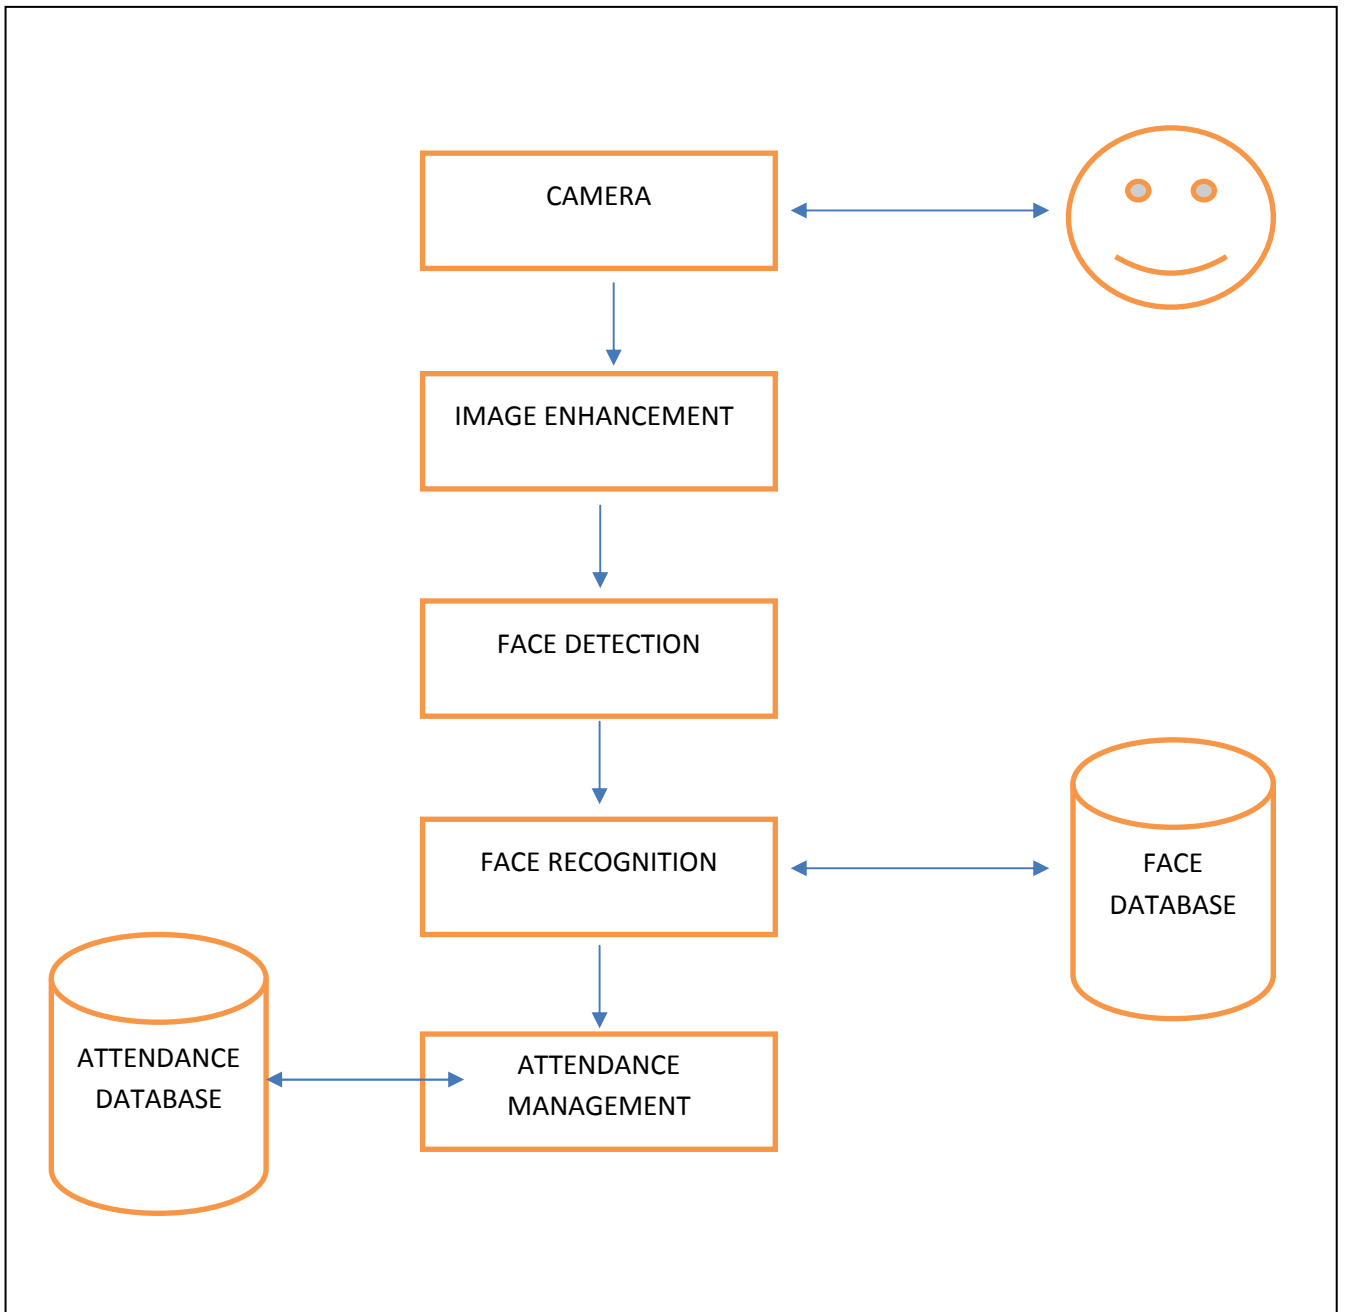 CAMERA
IMAGE ENHANCEMENT
FACE DETECTION
FACE RECOGNITION
FACE
DATABASE
ATTENDANCE
DATABASE
ATTENDANCE
MANAGEMENT